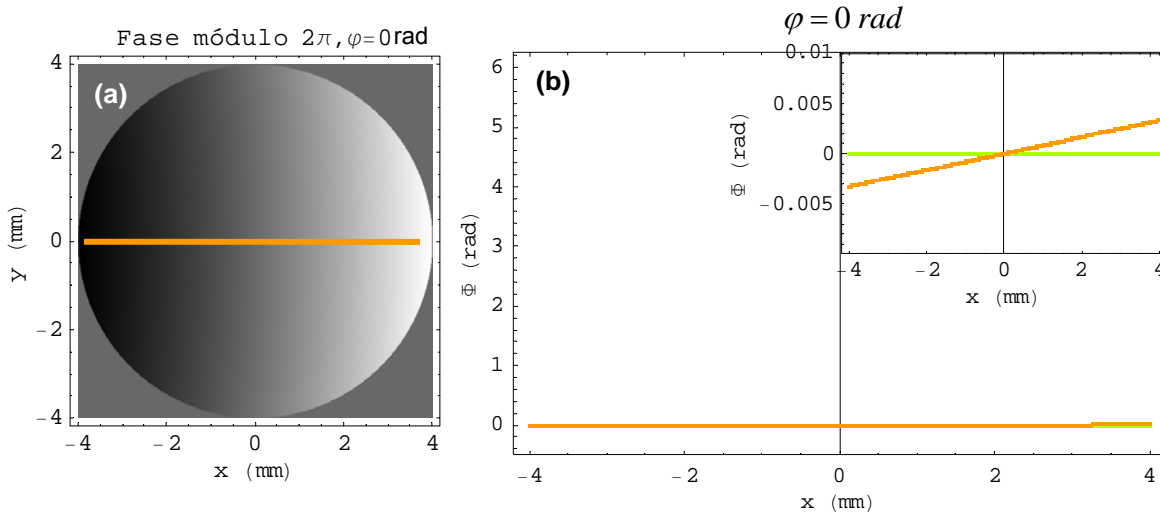 Fase módulo 2π,φ=0 rad
(a)
4
2
0
-2
-4
y (mm)
-4 -2 0 2 4
x (mm)
φ = 0 rad
(b)
6
5
4
3
2
1
0
Φ (rad)
-4 -2 0 2 4
x (mm)
0.01
0.005
0
-0.005
Φ (rad)
-4 -2 0 2 4
x (mm)